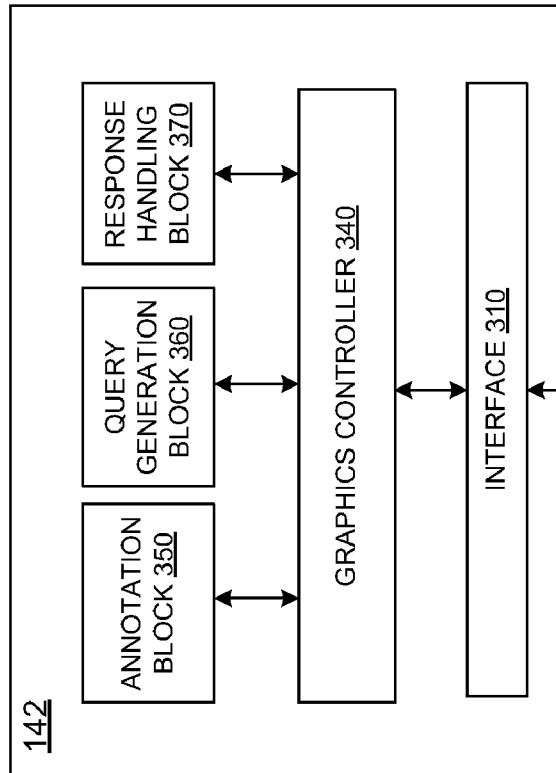 142
ANNOTATION
BLOCK 350
QUERY
GENERATION
BLOCK 360
RESPONSE
HANDLING
BLOCK 370
GRAPHICS CONTROLLER 340
INTERFACE 310